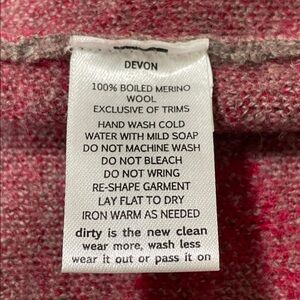 DEVON
100% BOILED MERINO
WOOL
EXCLUSIVE OF TRIMS
HAND WASH COLD
WATER WITH MILD SOAP
DO NOT MACHINE WASH
DO NOT BLEACH
DO NOT WRING
RE-SHAPE GARMENT
LAY FLAT TO DRY
IRON WARM AS NEEDED
dirty is the new clean
wear more, wash less
wear it out or pass it on